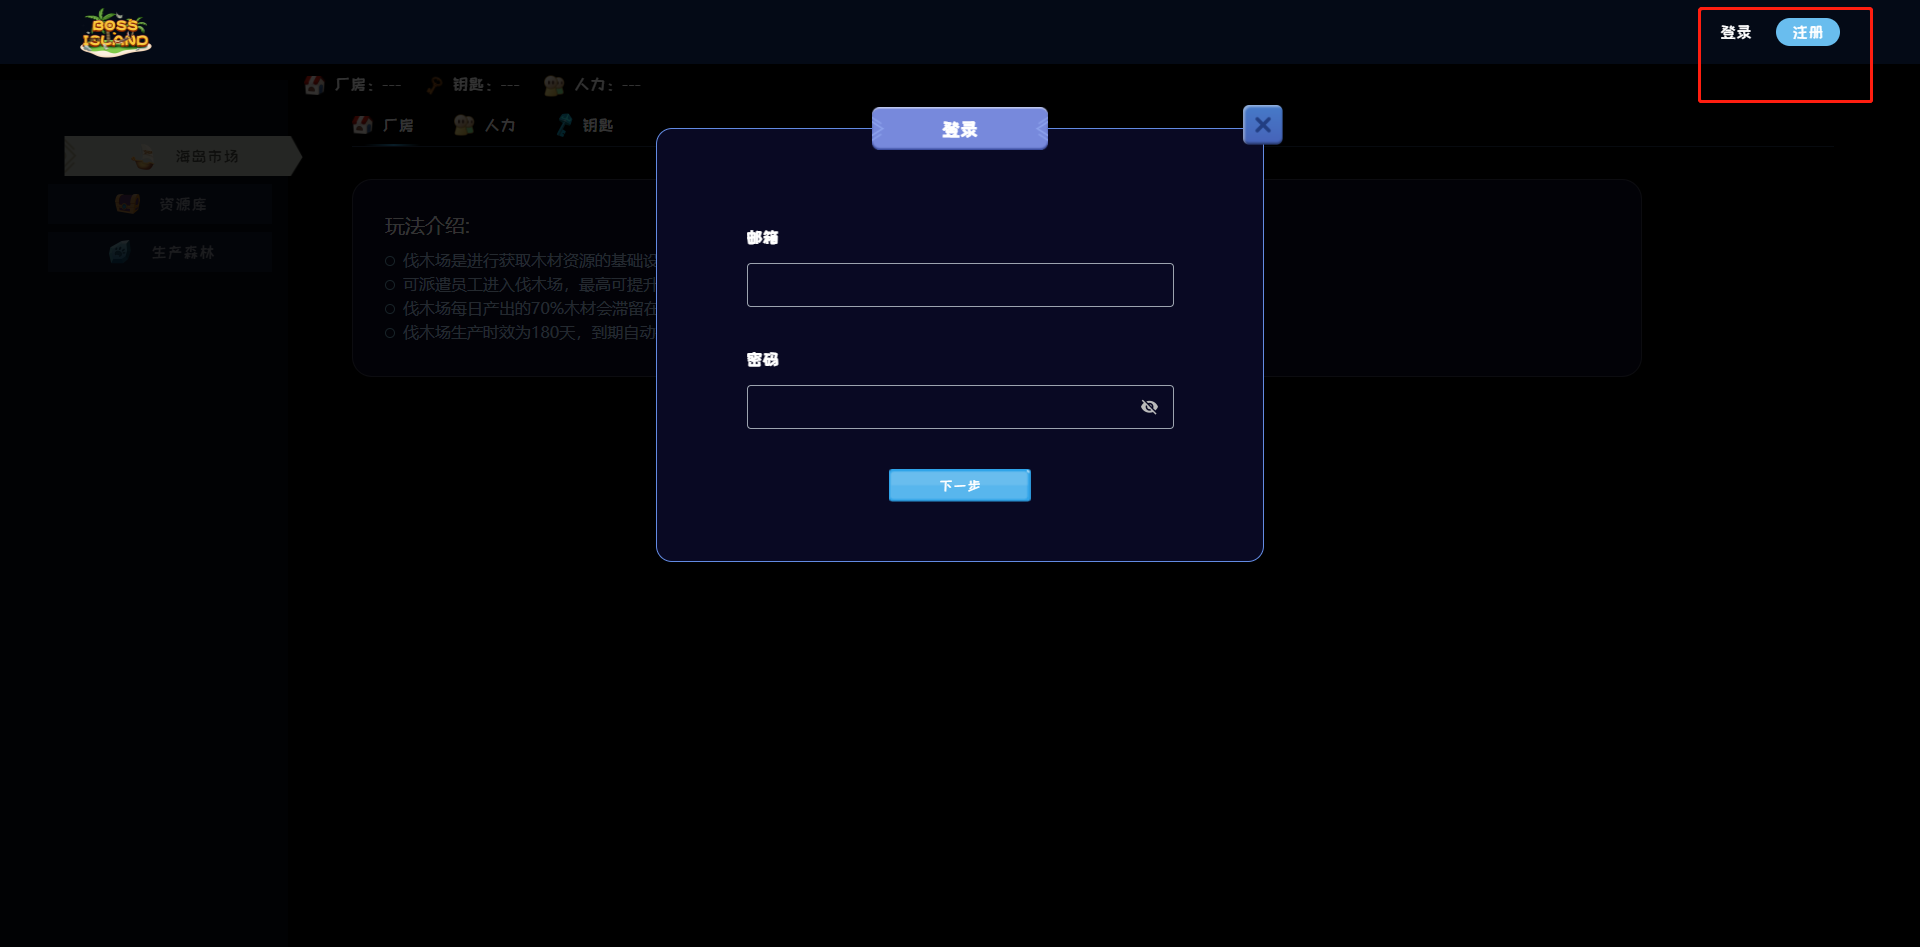 BOSS
ISLAND
登录 注册
厂房：--- 钥匙：--- 人力：---
厂房 人力 钥匙
海岛市场
资源库
生产森林
玩法介绍:
伐木场是进行获取木材资源的基础设
可派遣员工进入伐木场，最高可提升
伐木场每日产出的70%木材会滞留在
伐木场生产时效为180天，到期自动
登录
邮箱
密码
下一步